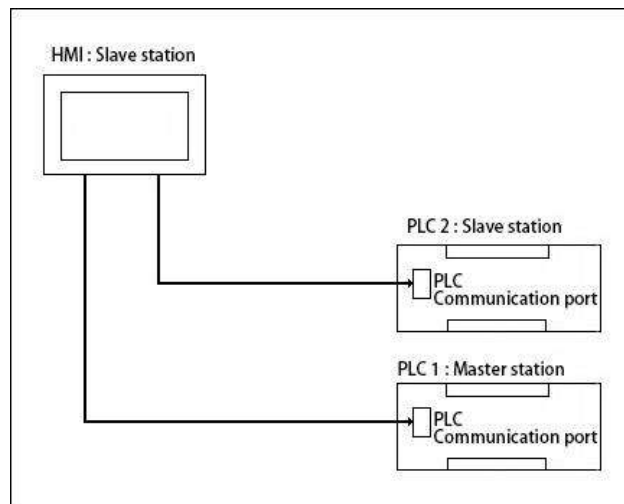 HMI : Slave station
PLC 2 : Slave station
PLC
Communication port
PLC 1 : Master station
PLC
Communication port